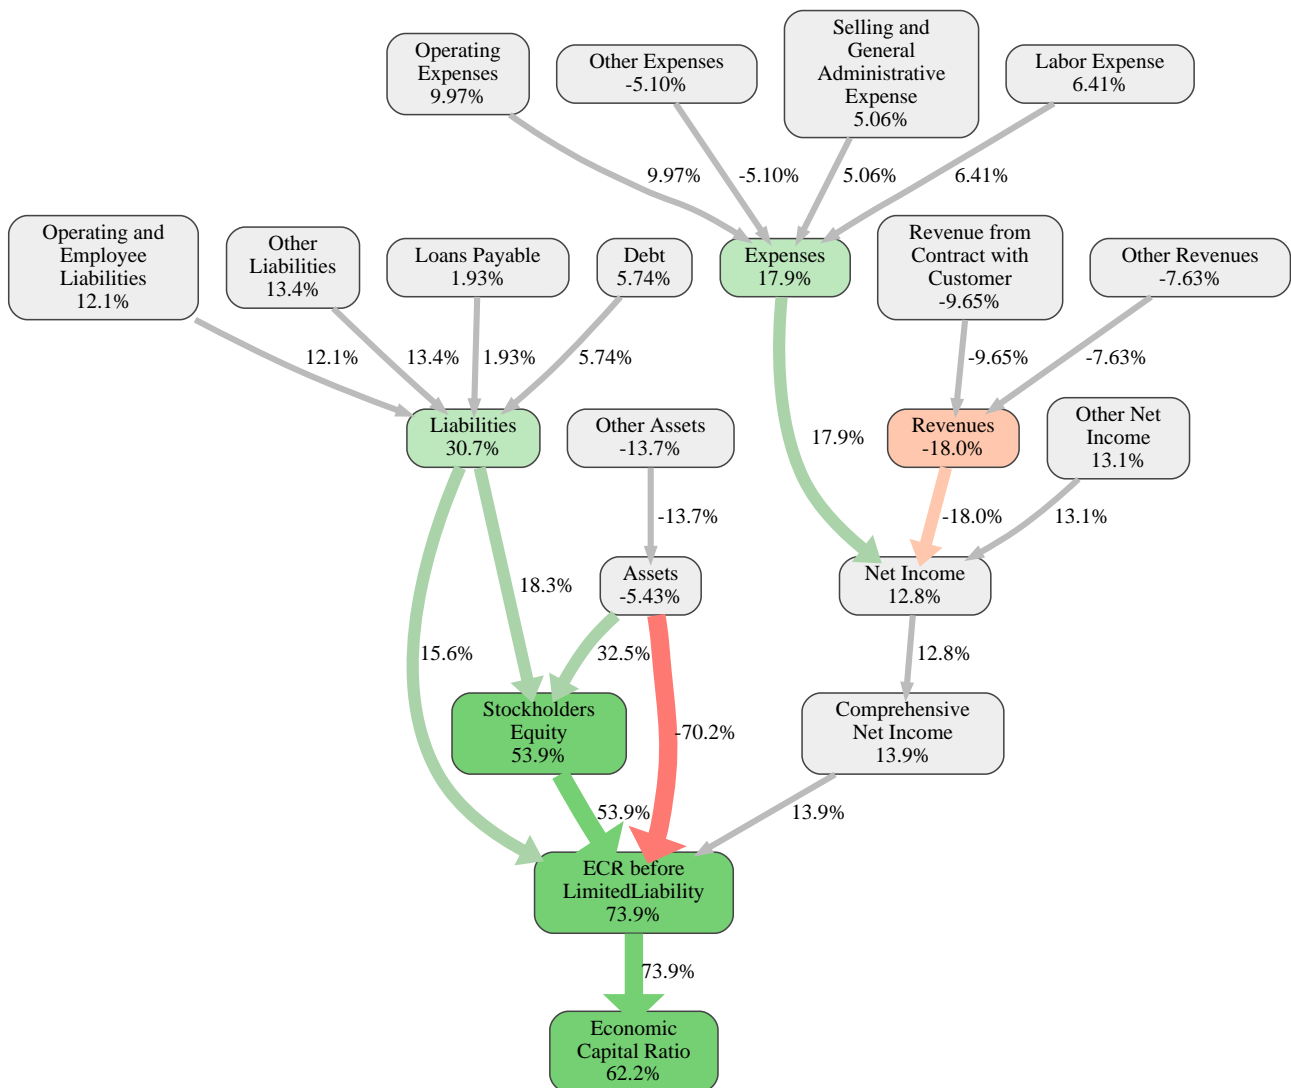 Operating
Expenses
9.97%
Other Expenses
-5.10%
Selling and
General
Administrative
Expense
5.06%
Labor Expense
6.41%
9.97%
-5.10%
5.06%
6.41%
Operating and
Employee
Liabilities
12.1%
Other
Liabilities
13.4%
Loans Payable
1.93%
Debt
5.74%
Expenses
17.9%
Revenue from
Contract with
Customer
-9.65%
Other Revenues
-7.63%
12.1%
13.4%
1.93%
5.74%
-9.65%
-7.63%
Liabilities
30.7%
Other Assets
-13.7%
17.9%
Revenues
-18.0%
Other Net
Income
13.1%
-13.7%
-18.0%
13.1%
18.3%
Assets
-5.43%
Net Income
12.8%
15.6%
32.5%
12.8%
Stockholders
Equity
53.9%
-70.2%
Comprehensive
Net Income
13.9%
53.9%
13.9%
ECR before
LimitedLiability
73.9%
73.9%
Economic
Capital Ratio
62.2%